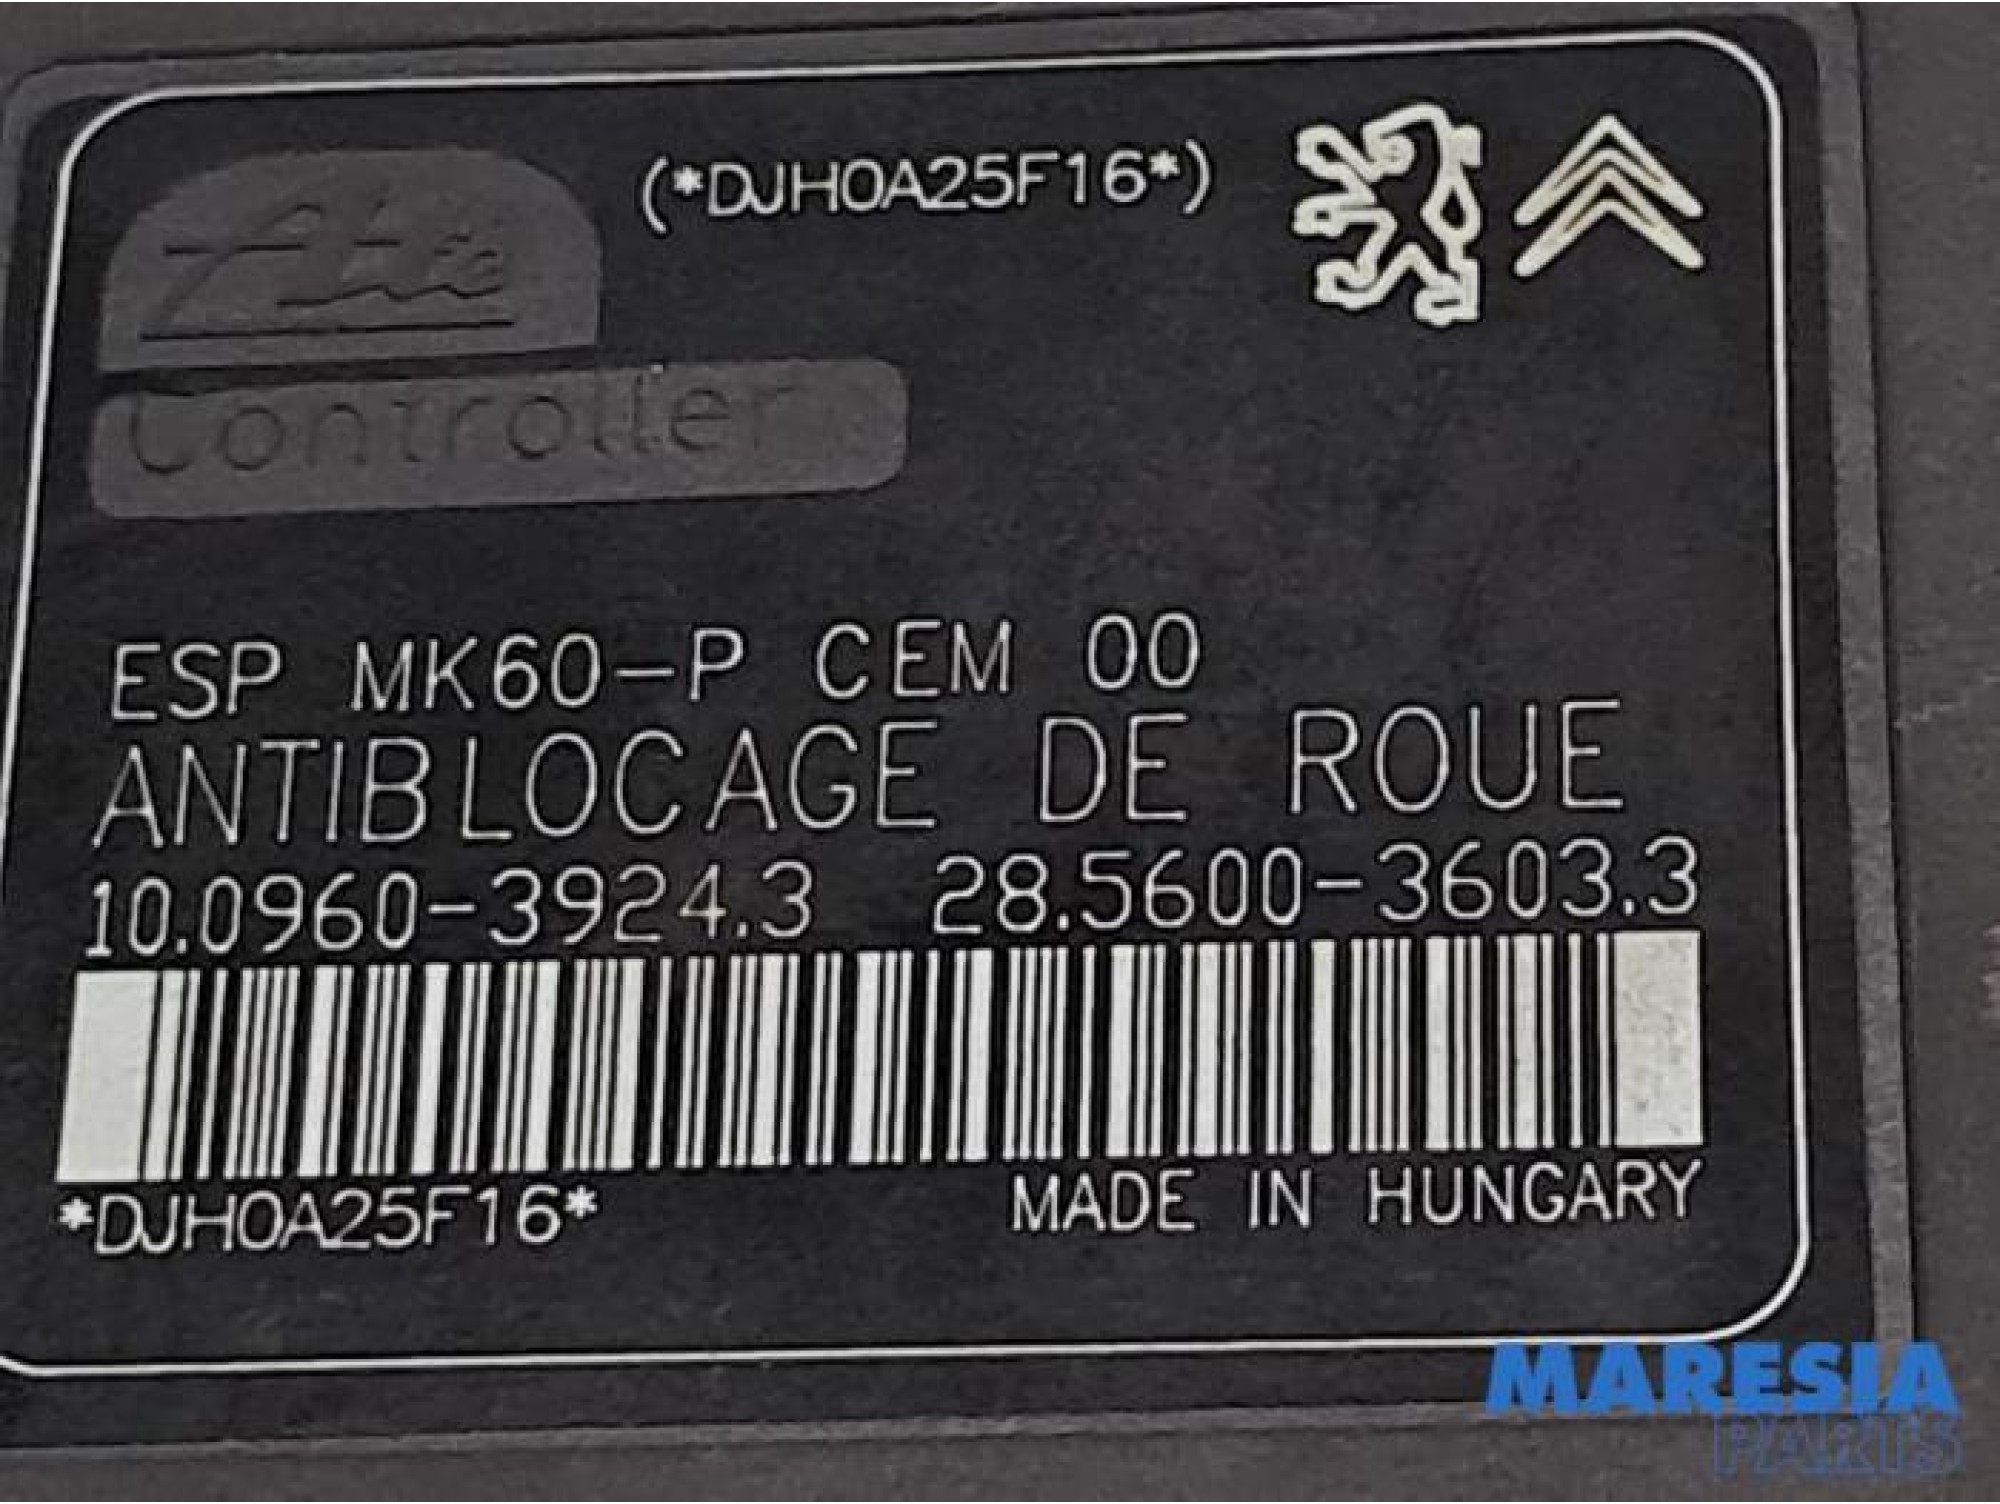 (*DJH0A25F16*)
Ate
Controller
ESP MK60-P CEM 00
ANTIBLOCAGE DE ROUE
10.0960-3924.3 28.5600-3603.3
*DJH0A25F16* MADE IN HUNGARY
MARESIA
PARTS